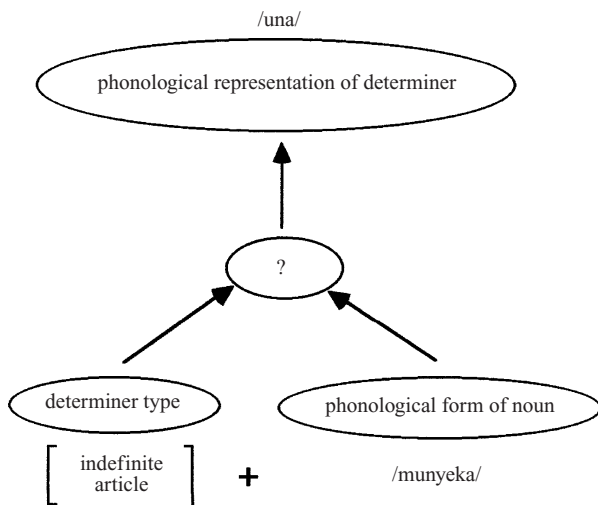 /una/
phonological representation of determiner
?
determiner type
phonological form of noun
[ indefinite
article ]
+
/munyeka/